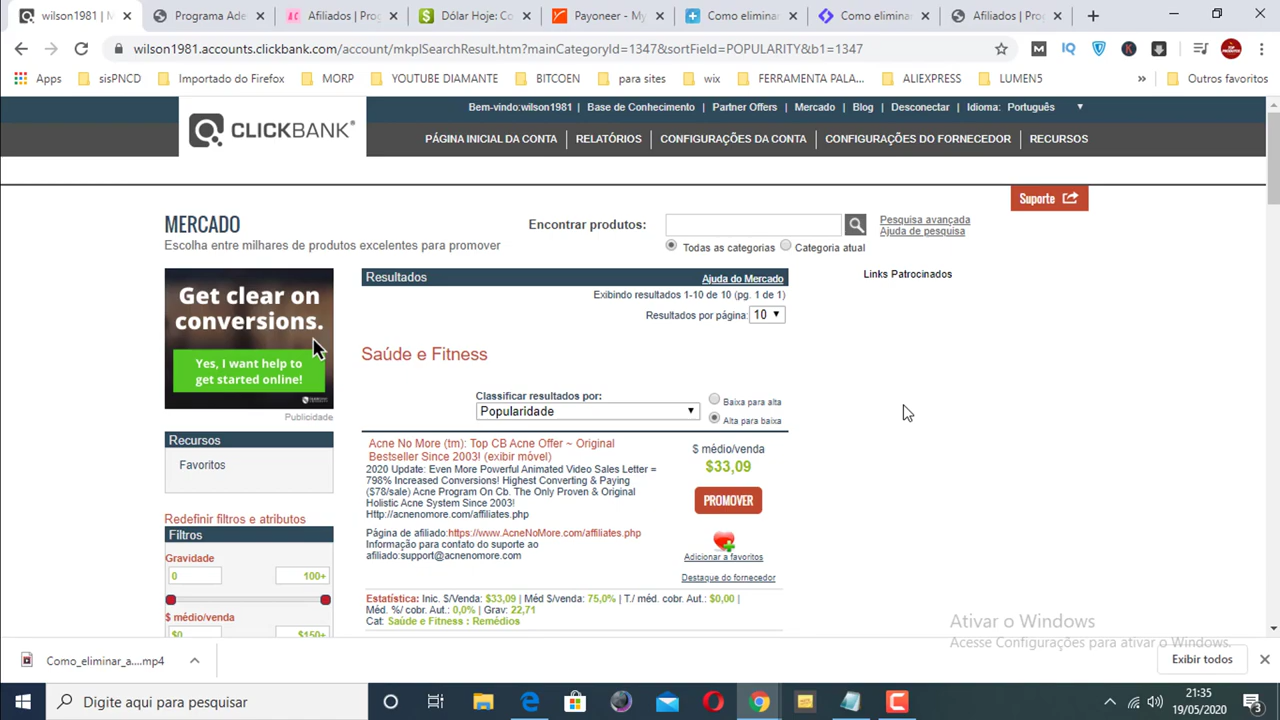 wilson1981 | M
Programa Ade
Afiliados | Prog
Dólar Hoje: Co
Payoneer - My
Como elimina
Como elimina
Afiliados | Prog
wilson1981.accounts.clickbank.com/account/mkplSearchResult.htm?mainCategoryId=1347&sortField=POPULARITY&b1=1347
Apps sisPNCD Importado do Firefox MORP YOUTUBE DIAMANTE BITCOEN para sites wix FERRAMENTA PALA... ALIEXPRESS LUMEN5 » Outros favoritos
Bem-vindo:wilson1981 | Base de Conhecimento | Partner Offers | Mercado | Blog | Desconectar | Idioma: Português
CLICKBANK®
PÁGINA INICIAL DA CONTA | RELATÓRIOS | CONFIGURAÇÕES DA CONTA | CONFIGURAÇÕES DO FORNECEDOR | RECURSOS
Suporte
MERCADO
Escolha entre milhares de produtos excelentes para promover
Encontrar produtos:
Pesquisa avançada
Ajuda de pesquisa
Todas as categorias Categoria atual
Get clear on
conversions.
Yes, I want help to
get started online!
Publicidade
Recursos
Favoritos
Redefinir filtros e atributos
Filtros
Gravidade
0 100+
$ médio/venda
$0 $150+
Resultados Ajuda do Mercado
Exibindo resultados 1-10 de 10 (pg. 1 de 1)
Resultados por página: 10
Saúde e Fitness
Classificar resultados por:
Popularidade
Baixa para alta
Alta para baixa
Acne No More (tm): Top CB Acne Offer ~ Original
Bestseller Since 2003! (exibir móvel)
2020 Update: Even More Powerful Animated Video Sales Letter =
798% Increased Conversions! Highest Converting & Paying
($78/sale) Acne Program On Cb. The Only Proven & Original
Holistic Acne System Since 2003!
Http://acnenomore.com/affiliates.php
Página de afiliado:https://www.AcneNoMore.com/affiliates.php
Informação para contato do suporte ao
afiliado:support@acnenomore.com
$ médio/venda
$33,09
PROMOVER
Adicionar a favoritos
Destaque do fornecedor
Estatística: Inic. $/Venda: $33,09 | Méd $/venda: 75,0% | T./ méd. cobr. Aut.: $0,00 |
Méd. %/ cobr. Aut.: 0,0% | Grav: 22,71
Cat: Saúde e Fitness : Remédios
Links Patrocinados
Ativar o Windows
Acesse Configurações para ativar o Windows.
Como_eliminar_a....mp4
Exibir todos
Digite aqui para pesquisar
21:35
19/05/2020
3